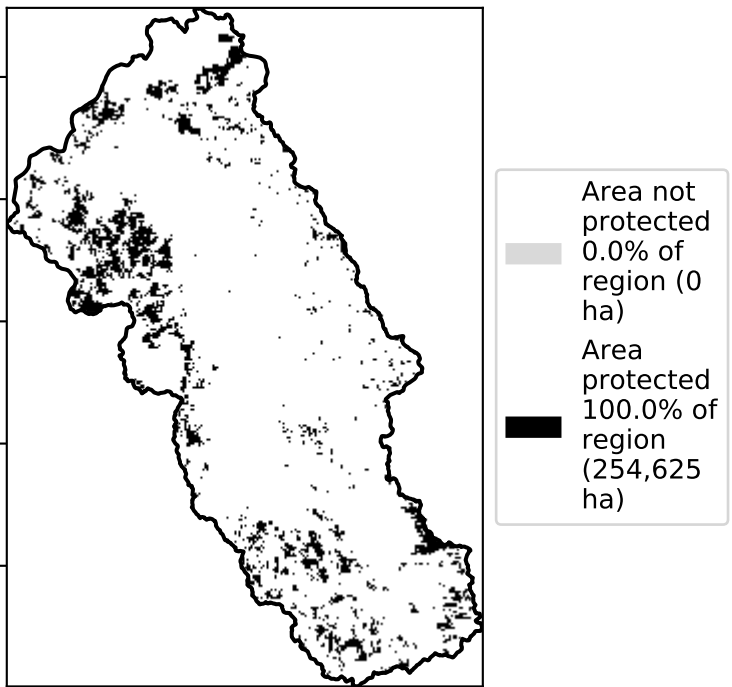 Area not
protected
0.0% of
region (0
ha)
Area
protected
100.0% of
region
(254,625
ha)